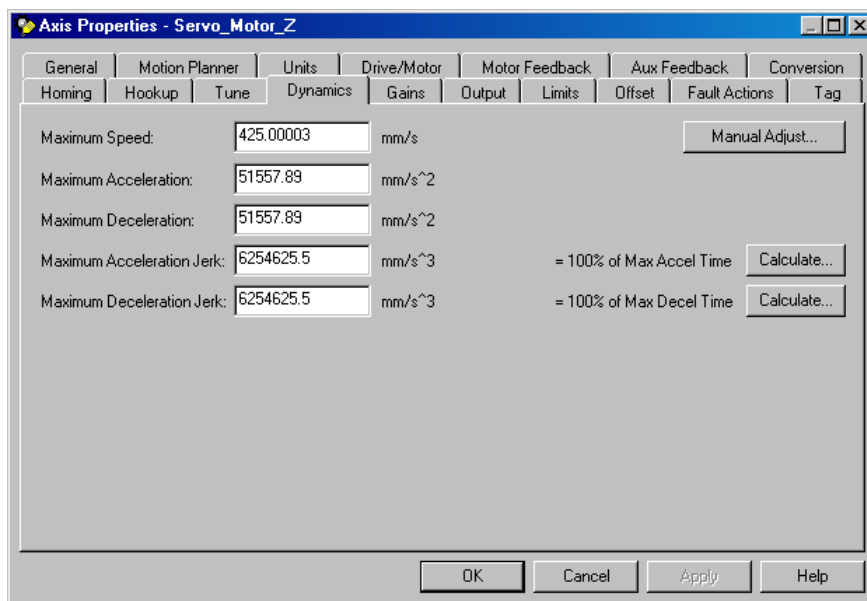 Axis Properties - Servo_Motor_Z
General Motion Planner Units Drive/Motor Motor Feedback Aux Feedback Conversion
Homing Hookup Tune Dynamics Gains Output Limits Offset Fault Actions Tag
Maximum Speed: 425.00003 mm/s Manual Adjust...
Maximum Acceleration: 51557.89 mm/s^2
Maximum Deceleration: 51557.89 mm/s^2
Maximum Acceleration Jerk: 6254625.5 mm/s^3 = 100% of Max Accel Time Calculate...
Maximum Deceleration Jerk: 6254625.5 mm/s^3 = 100% of Max Decel Time Calculate...
OK Cancel Apply Help